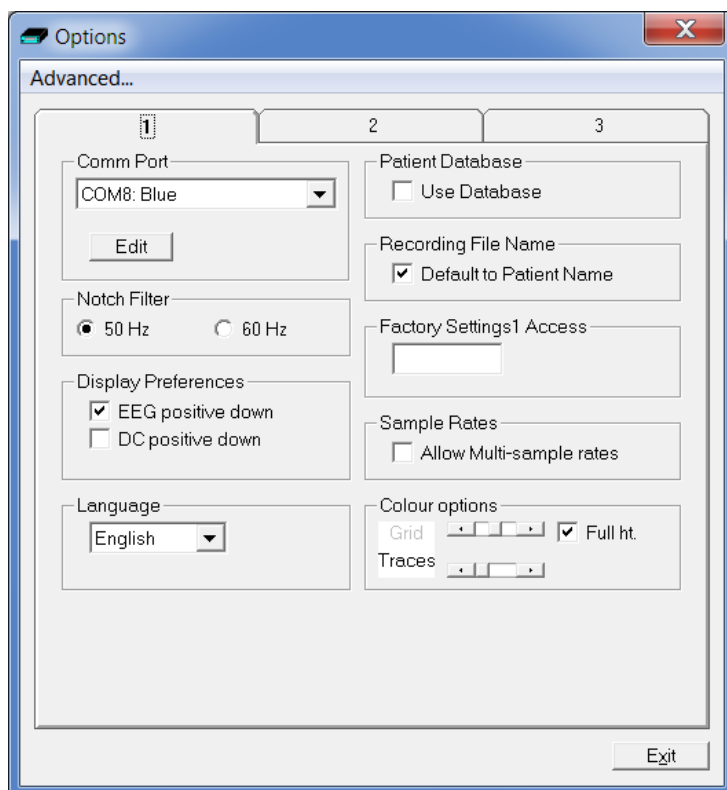 Options
Advanced...
1 2 3
Comm Port
COM8: Blue
Edit
Notch Filter
50 Hz 60 Hz
Display Preferences
EEG positive down
DC positive down
Language
English
Patient Database
Use Database
Recording File Name
Default to Patient Name
Factory Settings1 Access
Sample Rates
Allow Multi-sample rates
Colour options
Grid Full ht.
Traces
Exit